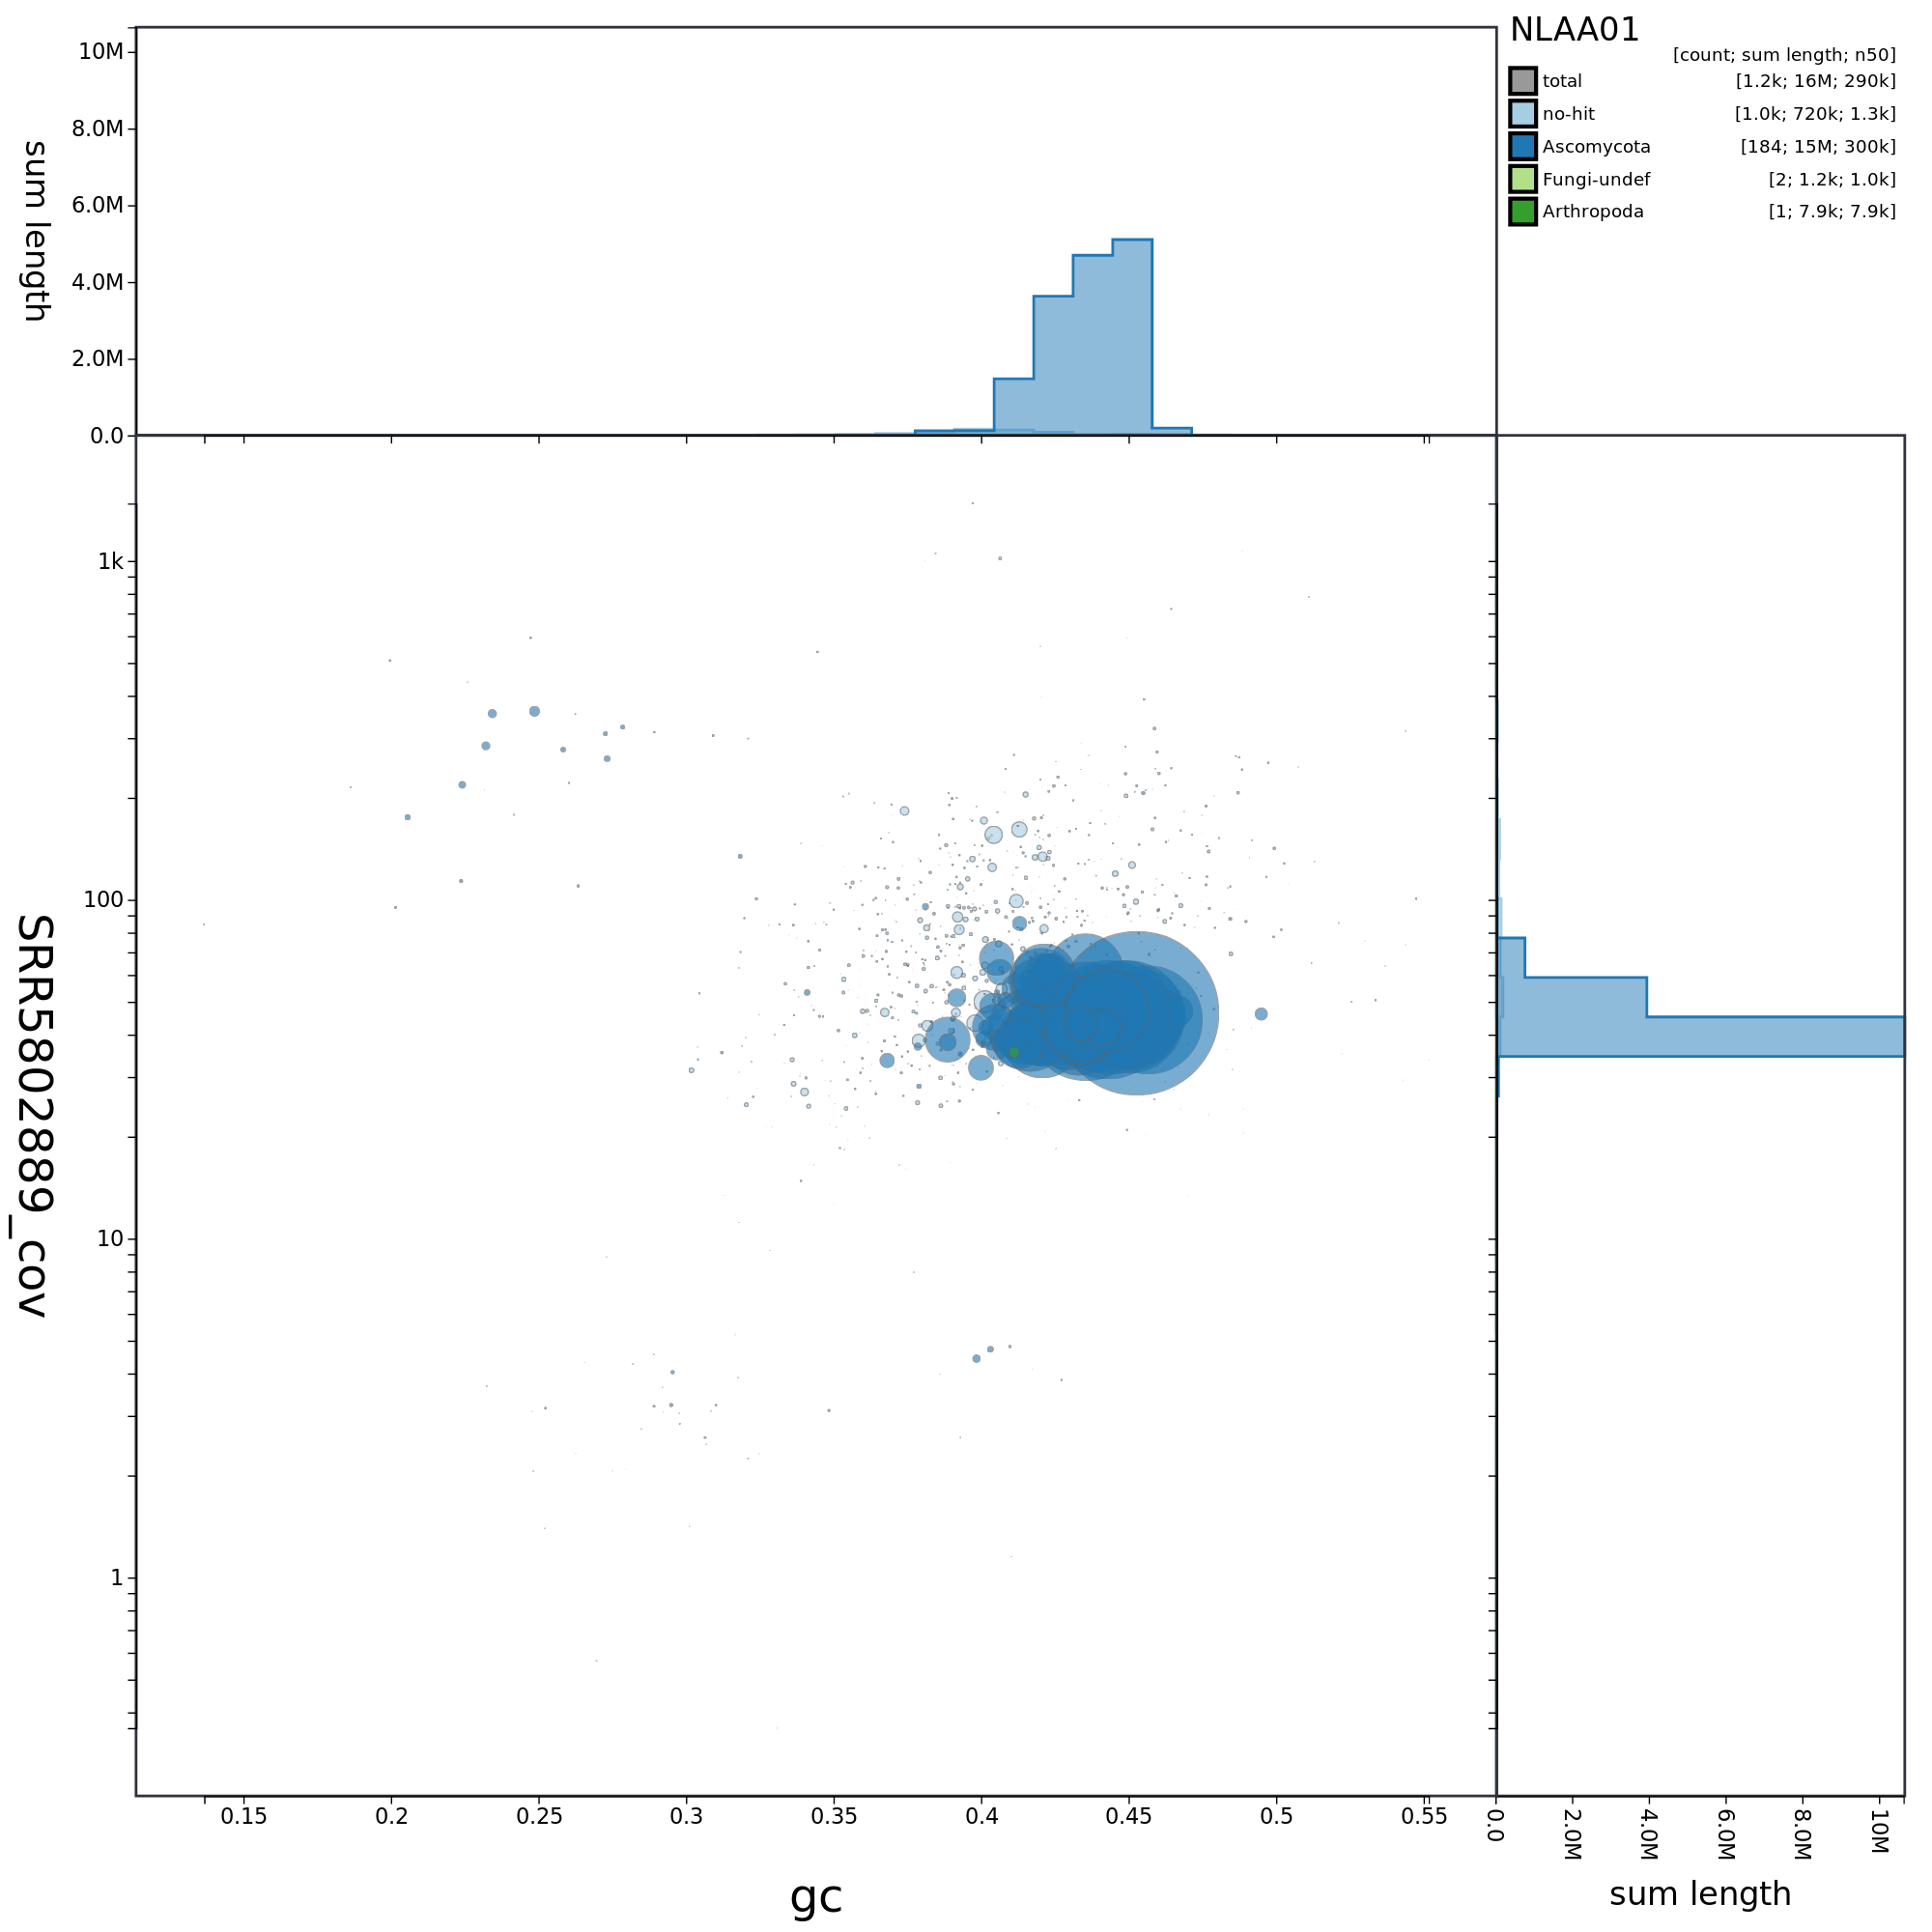 NLAA01
[count; sum length; n50]
total [1.2k; 16M; 290k]
no-hit [1.0k; 720k; 1.3k]
Ascomycota [184; 15M; 300k]
Fungi-undef [2; 1.2k; 1.0k]
Arthropoda [1; 7.9k; 7.9k]
sum length
10M
8.0M
6.0M
4.0M
2.0M
0.0
SRR5802889_cov
1k
100
10
1
0.15 0.2 0.25 0.3 0.35 0.4 0.45 0.5 0.55
gc
0.0 2.0M 4.0M 6.0M 8.0M 10M
sum length